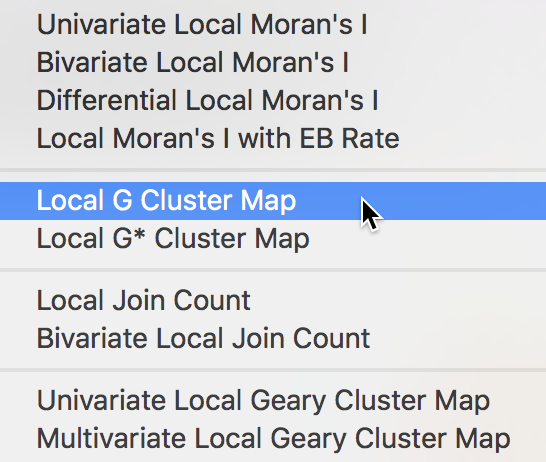 Univariate Local Moran's I
Bivariate Local Moran's I
Differential Local Moran's I
Local Moran's I with EB Rate
Local G Cluster Map
Local G* Cluster Map
Local Join Count
Bivariate Local Join Count
Univariate Local Geary Cluster Map
Multivariate Local Geary Cluster Map